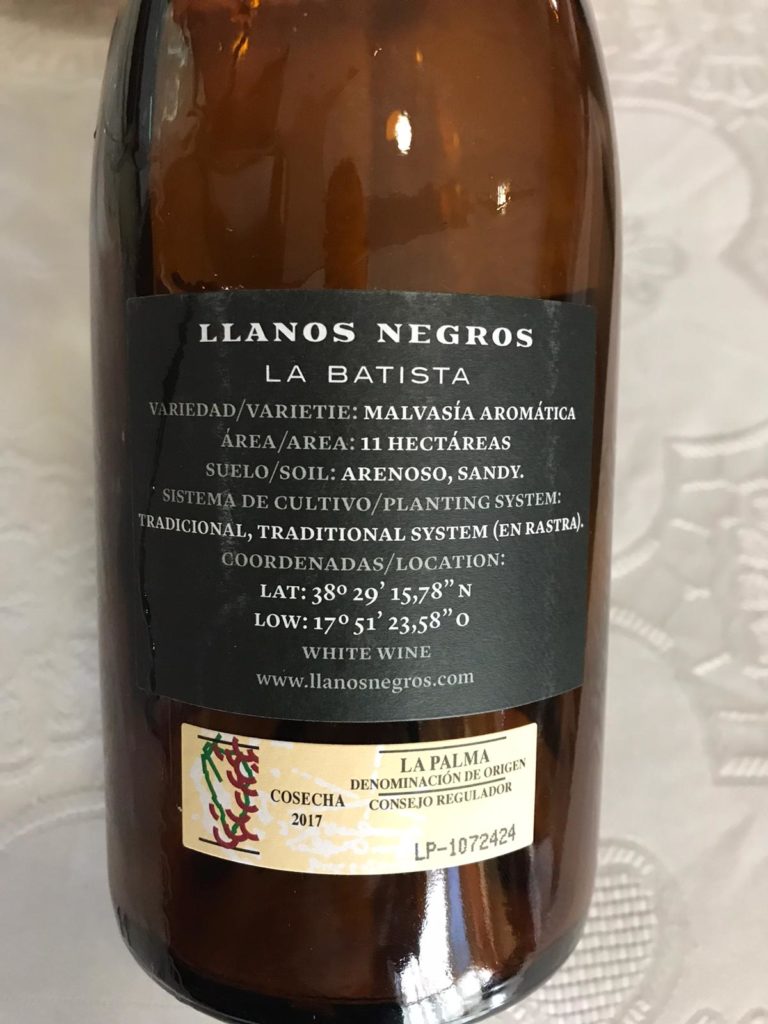 LLANOS NEGROS
LA BATISTA
VARIEDAD/VARIETIE: MALVASÍA AROMÁTICA
ÁREA/AREA: 11 HECTÁREAS
SUELO/SOIL: ARENOSO, SANDY.
SISTEMA DE CULTIVO/PLANTING SYSTEM:
TRADICIONAL, TRADITIONAL SYSTEM (EN RASTRA).
COORDENADAS/LOCATION:
LAT: 38º 29’ 15,78” N
LOW: 17º 51’ 23,58” O
WHITE WINE
www.llanosnegros.com
COSECHA
2017
LA PALMA
DENOMINACIÓN DE ORIGEN
CONSEJO REGULADOR
LP-1072424